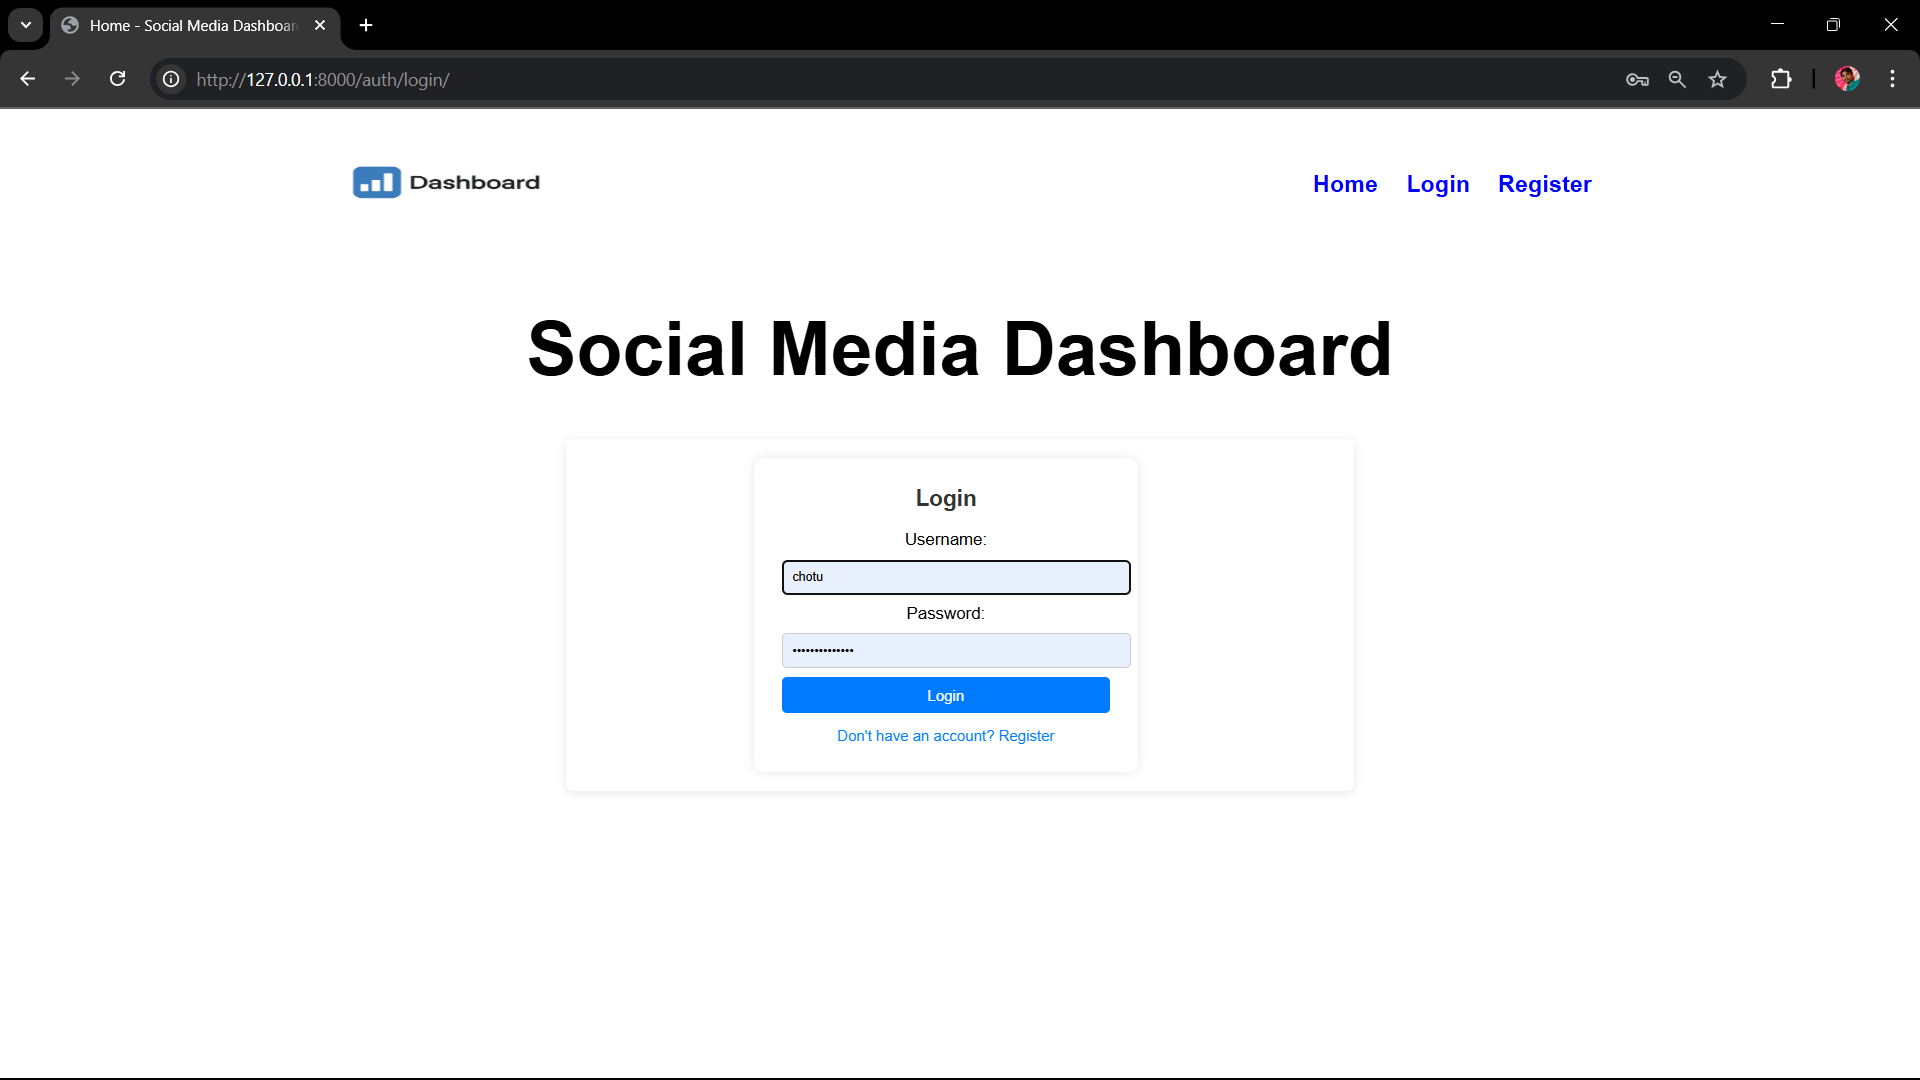 Home - Social Media Dashboar
http://127.0.0.1:8000/auth/login/
Dashboard
Home Login Register
Social Media Dashboard
Login
Username:
chotu
Password:
••••••••••••••
Login
Don't have an account? Register